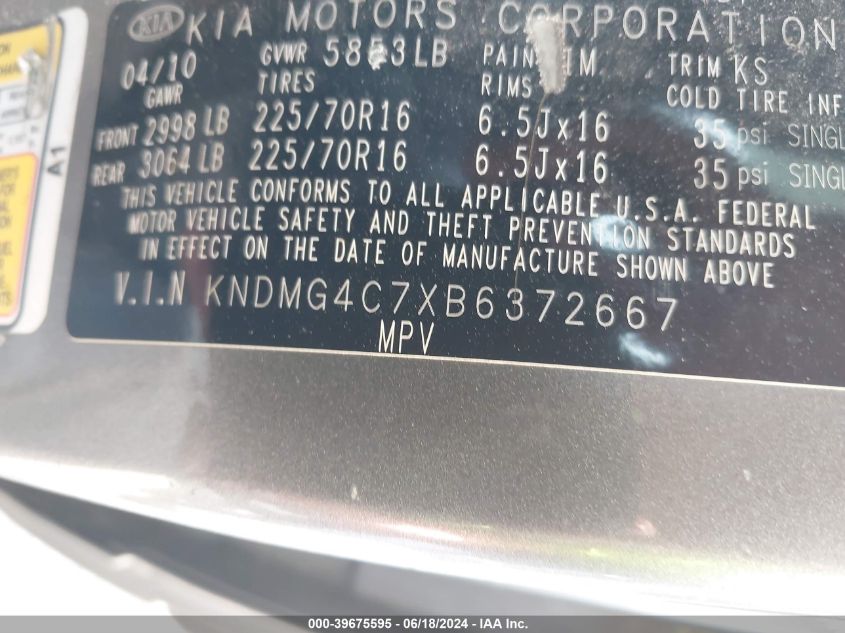 KIA KIA MOTORS CORPORATION
04/10 GVWR 5853LB TRIM KS
GAWR TIRES RIMS COLD TIRE INF
FRONT 2998 LB 225/70R16 6.5Jx16 35 psi SINGL
REAR 3064 LB 225/70R16 6.5Jx16 35 psi SINGL
THIS VEHICLE CONFORMS TO ALL APPLICABLE U.S.A. FEDERAL
MOTOR VEHICLE SAFETY AND THEFT PREVENTION STANDARDS
IN EFFECT ON THE DATE OF MANUFACTURE SHOWN ABOVE
V.I.N KNDMG4C7XB6372667
MPV
A1
000-39675595 - 06/18/2024 - IAA Inc.